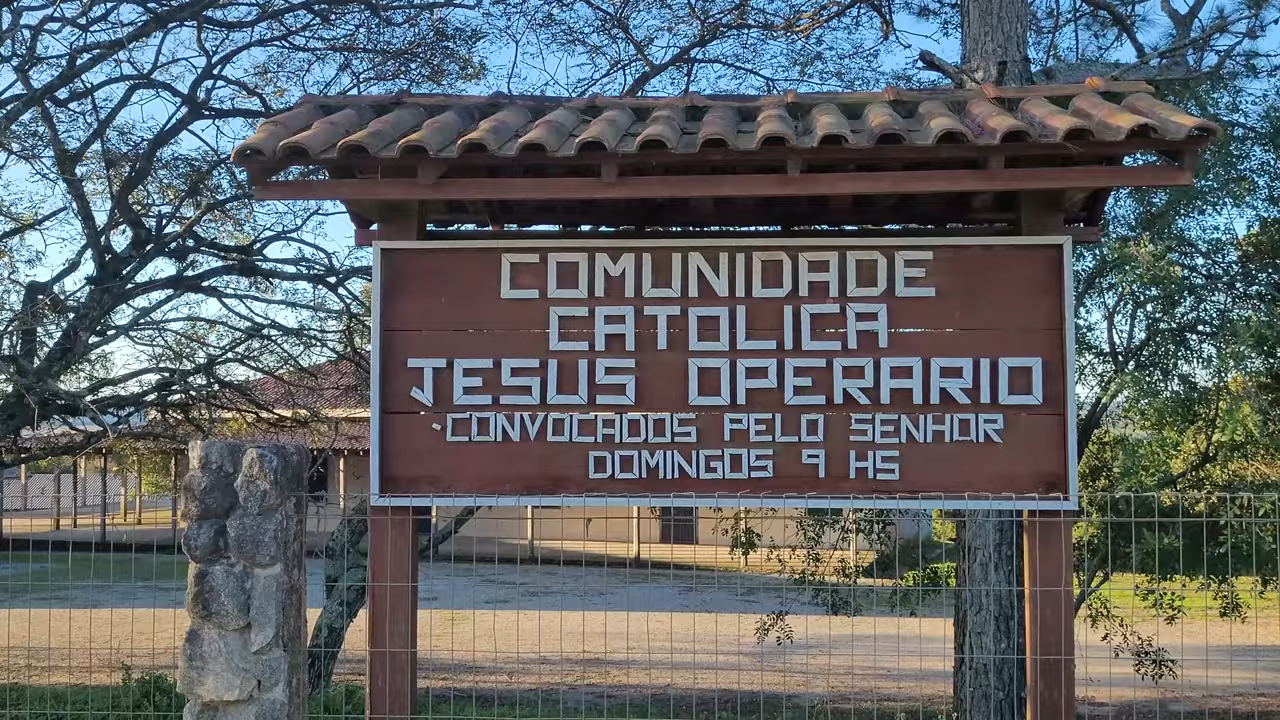 COMUNIDADE
CATOLICA
JESUS OPERARIO
·CONVOCADOS PELO SENHOR
DOMINGOS 9 HS